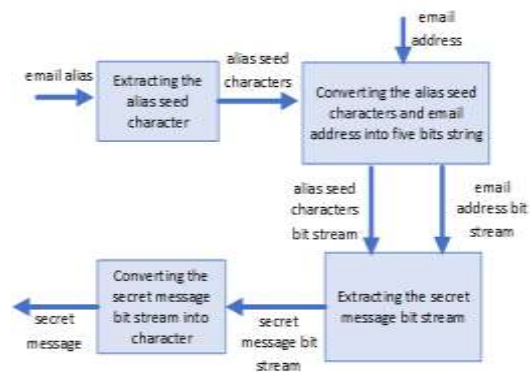 email
address
email alias
Extracting the
alias seed
character
alias seed
characters
Converting the alias seed
characters and email
address into five bits string
alias seed
characters
bit stream
email
address bit
stream
Converting the
secret message
bit stream into
character
Extracting the secret
message bit stream
secret
message
secret
message bit
stream